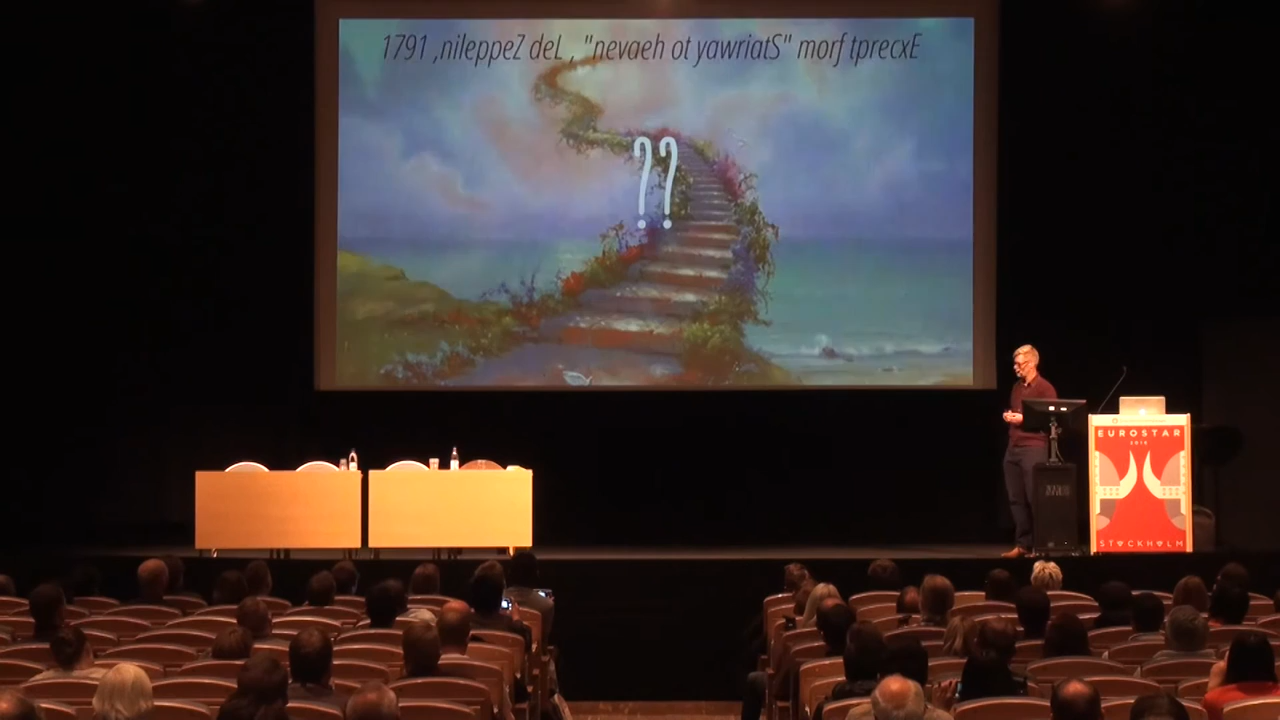 1791 ,nileppeZ deL , "nevaeh ot yawriatS" morf tprecxE
??
EUROSTAR
STOCKHOLM